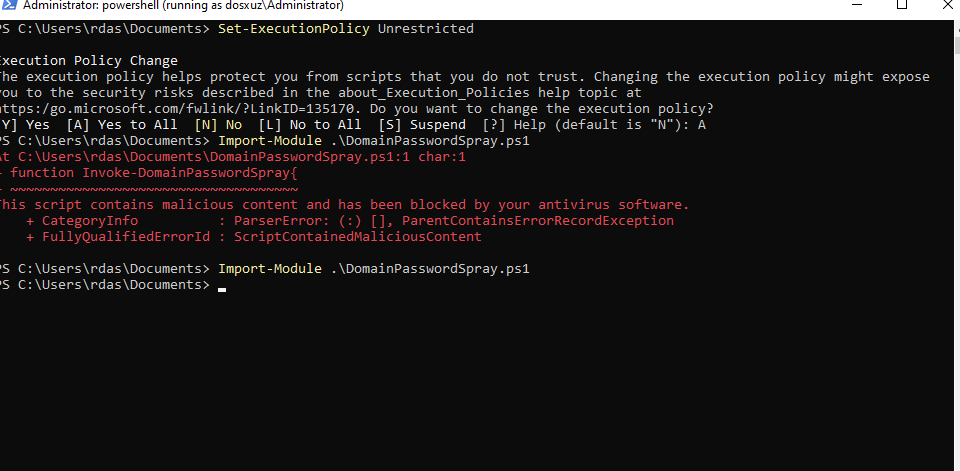 Administrator: powershell (running as dosxuz\Administrator)
PS C:\Users\rdas\Documents> Set-ExecutionPolicy Unrestricted
Execution Policy Change
The execution policy helps protect you from scripts that you do not trust. Changing the execution policy might expose
you to the security risks described in the about_Execution_Policies help topic at
https:/go.microsoft.com/fwlink/?LinkID=135170. Do you want to change the execution policy?
[Y] Yes  [A] Yes to All  [N] No  [L] No to All  [S] Suspend  [?] Help (default is "N"): A
PS C:\Users\rdas\Documents> Import-Module .\DomainPasswordSpray.ps1
At C:\Users\rdas\Documents\DomainPasswordSpray.ps1:1 char:1
+ function Invoke-DomainPasswordSpray{
+ ~~~~~~~~~~~~~~~~~~~~~~~~~~~~~~~~~~~~
This script contains malicious content and has been blocked by your antivirus software.
    + CategoryInfo          : ParserError: (:) [], ParentContainsErrorRecordException
    + FullyQualifiedErrorId : ScriptContainedMaliciousContent
PS C:\Users\rdas\Documents> Import-Module .\DomainPasswordSpray.ps1
PS C:\Users\rdas\Documents>